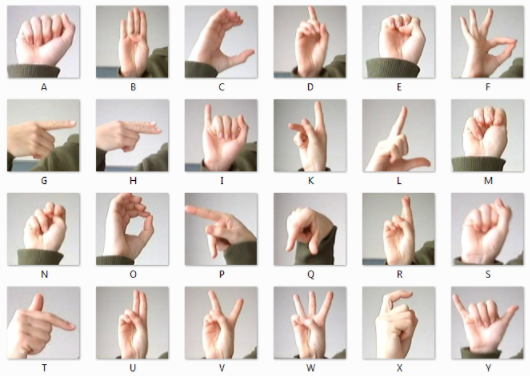 A B C D E F
G H I K L M
N O P Q R S
T U V W X Y